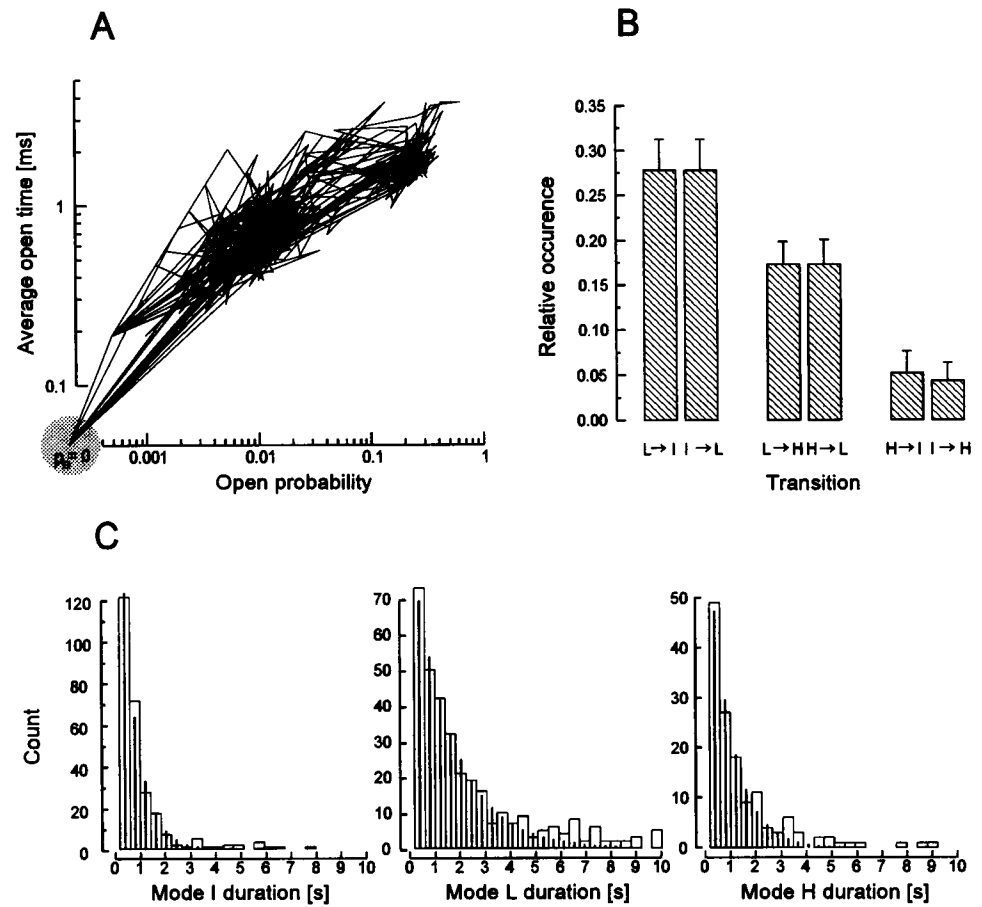 A
Average open time [ms]
1
0.1
p₀= 0
0.001
0.01
0.1
1
Open probability
B
Relative occurence
0.35
0.30
0.25
0.20
0.15
0.10
0.05
0.00
L→I I→L
L→H H→L
H→I I→H
Transition
C
Count
120
100
80
60
40
20
0
0 1 2 3 4 5 6 7 8 9 10
Mode I duration [s]
70
60
50
40
30
20
10
0
0 1 2 3 4 5 6 7 8 9 10
Mode L duration [s]
50
40
30
20
10
0
0 1 2 3 4 5 6 7 8 9 10
Mode H duration [s]